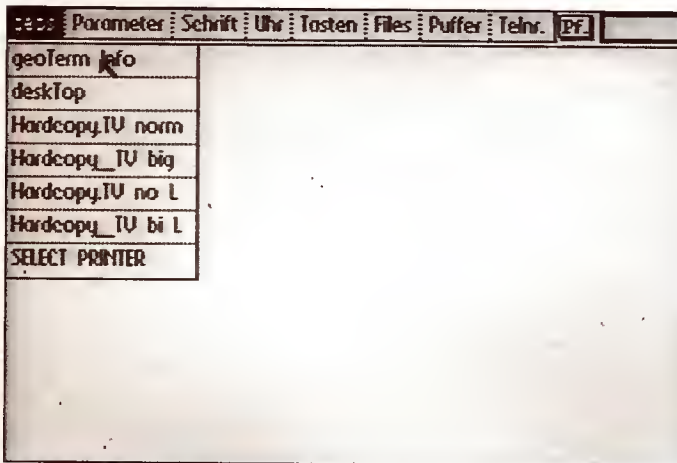 geos Parameter Schrift Uhr Tasten Files Puffer Telnr. Pf.
geoTerm Info
deskTop
Hardcopy.TV norm
Hardcopy_TV big
Hardcopy.TV no L
Hardcopy_TV bi L
SELECT PRINTER